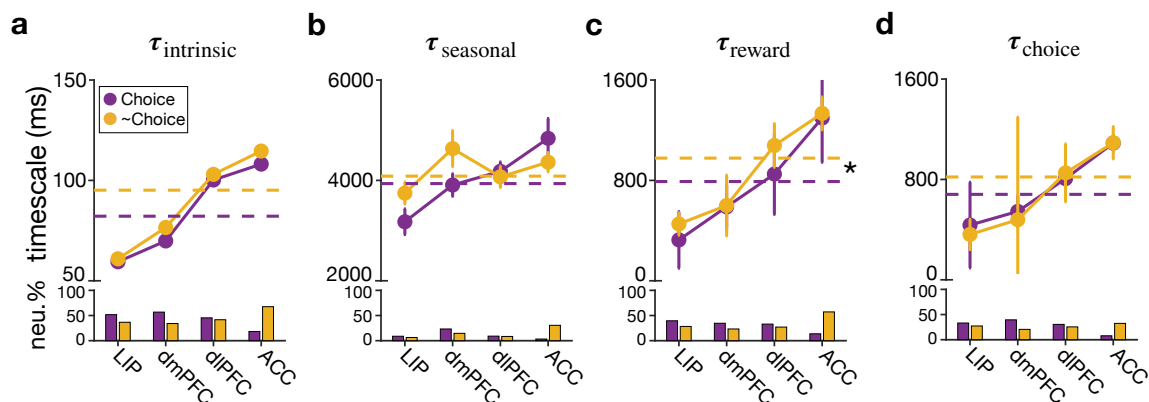 a
τintrinsic
b
τseasonal
c
τreward
d
τchoice
timescale (ms)
150
100
50
Choice
~Choice
6000
4000
2000
1600
800
0
*
1600
800
0
neu.%
100
50
0
100
50
0
100
50
0
100
50
0
LIP
dmPFC
dlPFC
ACC
LIP
dmPFC
dlPFC
ACC
LIP
dmPFC
dlPFC
ACC
LIP
dmPFC
dlPFC
ACC